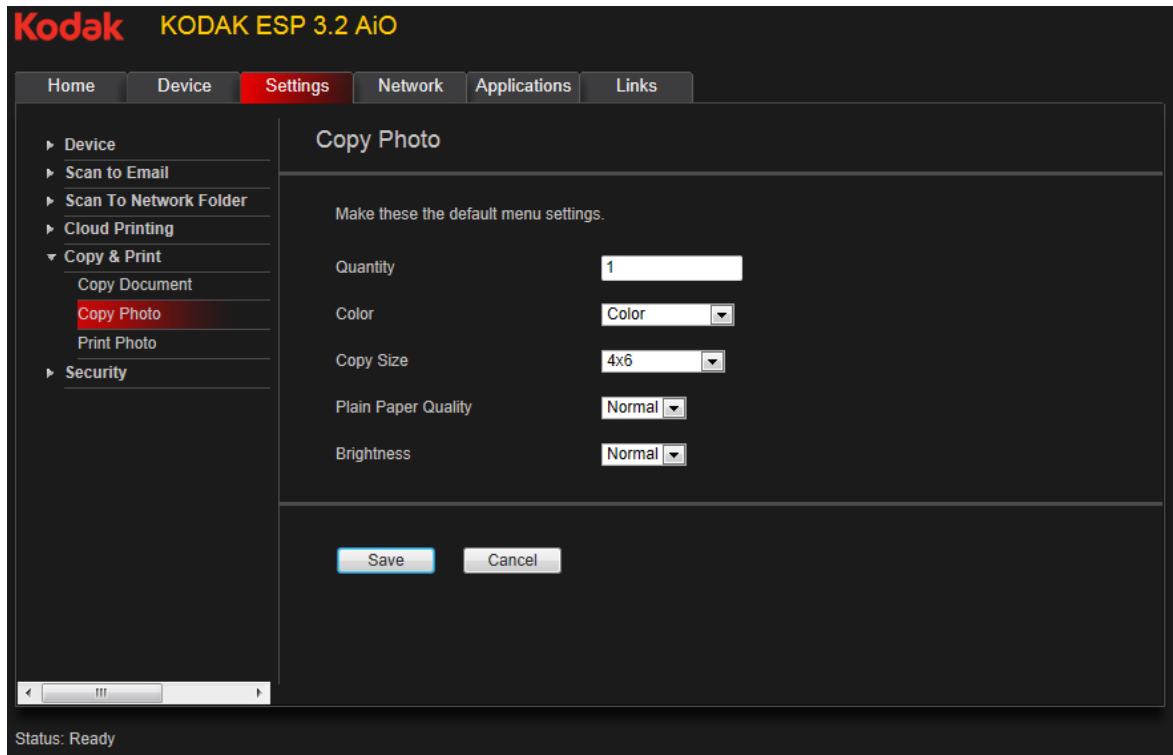 Kodak KODAK ESP 3.2 AiO
Home Device Settings Network Applications Links
Device
Scan to Email
Scan To Network Folder
Cloud Printing
Copy & Print
Copy Document
Copy Photo
Print Photo
Security
Copy Photo
Make these the default menu settings.
Quantity 1
Color Color
Copy Size 4x6
Plain Paper Quality Normal
Brightness Normal
Save Cancel
Status: Ready